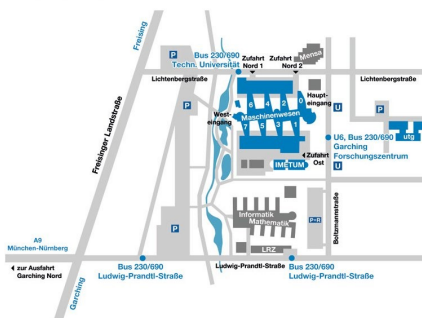 Freising
P
Bus 230/690
Techn. Universität
Zufahrt
Nord 1
Zufahrt
Nord 2
Mensa
Lichtenbergstraße
Lichtenbergstraße
Haupt-
eingang
P
6
4
2
0
U
P
West-
eingang
Maschinenwesen
7
5
3
1
U6, Bus 230/690
Garching
Forschungszentrum
utg
Freisinger Landstraße
Zufahrt
Ost
IMETUM
U
Boltzmannstraße
Informatik
Mathematik
P+R
P
A9
München-Nürnberg
LRZ
Ludwig-Prandtl-Straße
zur Ausfahrt
Garching Nord
Bus 230/690
Ludwig-Prandtl-Straße
Bus 230/690
Ludwig-Prandtl-Straße
Garching